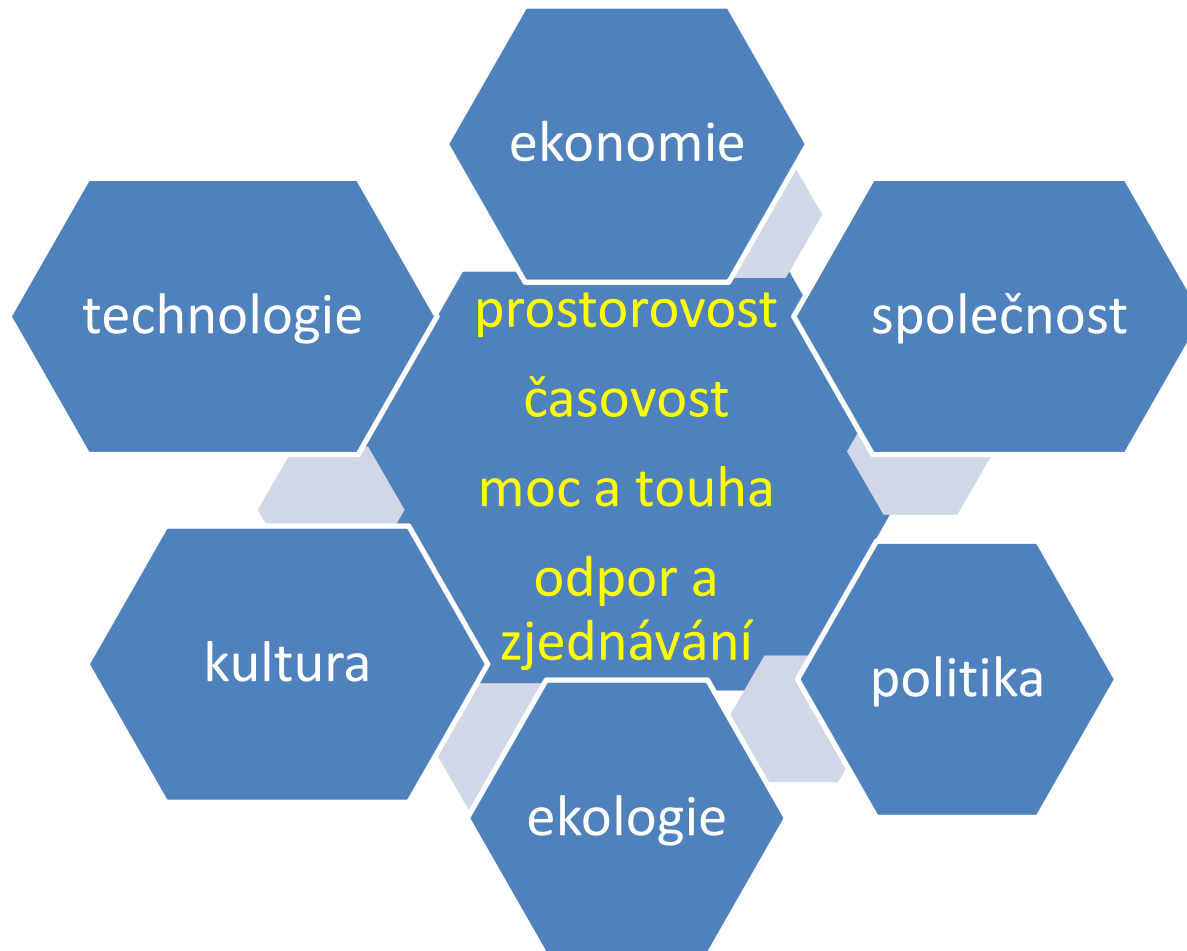 ekonomie
technologie
společnost
prostorovost
časovost
moc a touha
odpor a
zjednávání
kultura
politika
ekologie